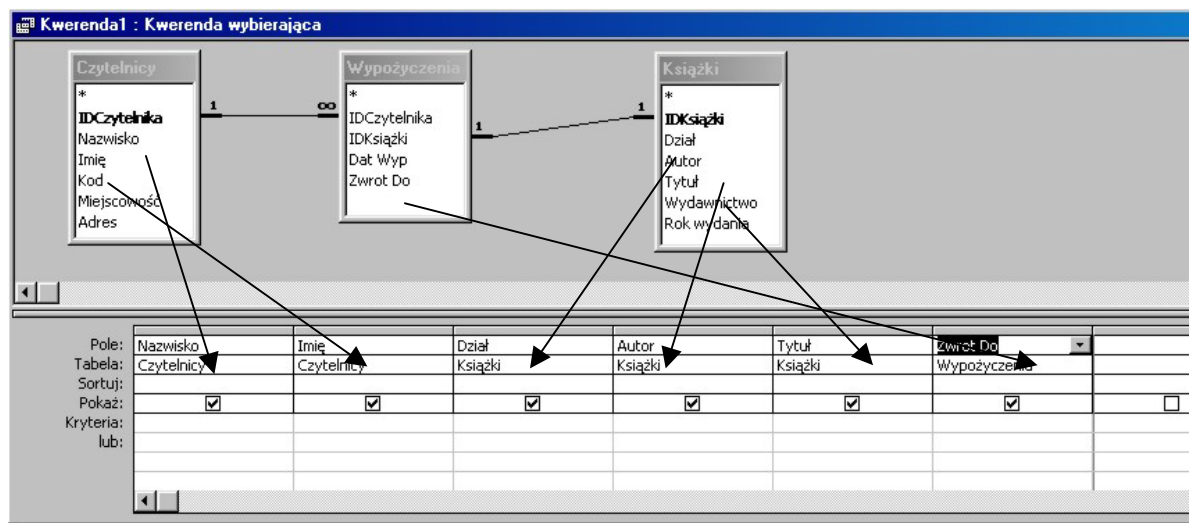 Kwerenda1 : Kwerenda wybierająca
Czytelnicy
*
IDCzytelnika
Nazwisko
Imię
Kod
Miejscowość
Adres
1
∞
Wypożyczenia
*
IDCzytelnika
IDKsiążki
Dat Wyp
Zwrot Do
1
1
Książki
*
IDKsiążki
Dział
Autor
Tytuł
Wydawnictwo
Rok wydania
Pole: Nazwisko Imię Dział Autor Tytuł Zwrot Do
Tabela: Czytelnicy Czytelnicy Książki Książki Książki Wypożyczenia
Sortuj:
Pokaż:
Kryteria:
lub: